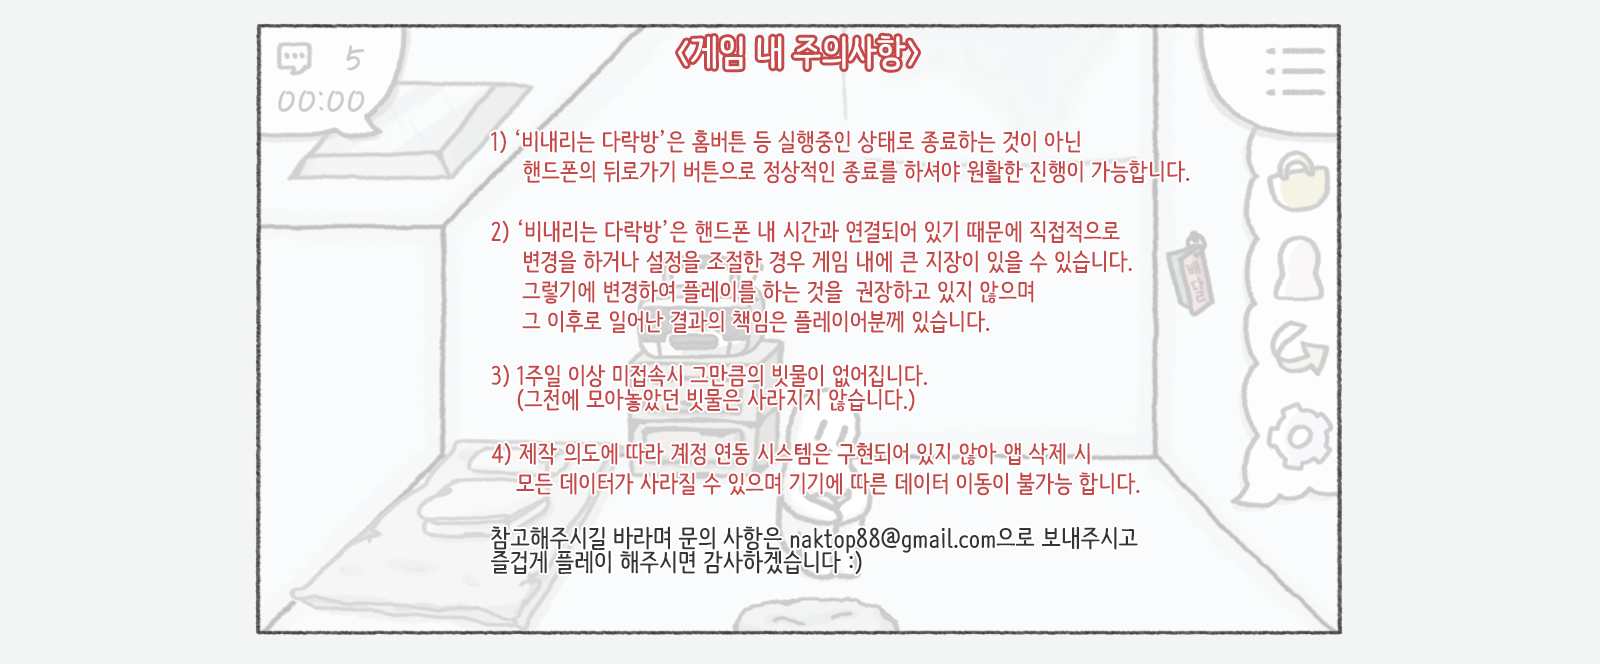 5
00:00
<게임 내 주의사항>
1) ‘비내리는 다락방’은 홈버튼 등 실행중인 상태로 종료하는 것이 아닌
핸드폰의 뒤로가기 버튼으로 정상적인 종료를 하셔야 원활한 진행이 가능합니다.
2) ‘비내리는 다락방’은 핸드폰 내 시간과 연결되어 있기 때문에 직접적으로
변경을 하거나 설정을 조절한 경우 게임 내에 큰 지장이 있을 수 있습니다.
그렇기에 변경하여 플레이를 하는 것을 권장하고 있지 않으며
그 이후로 일어난 결과의 책임은 플레이어분께 있습니다.
배달
3) 1주일 이상 미접속시 그만큼의 빗물이 없어집니다.
(그전에 모아놓았던 빗물은 사라지지 않습니다.)
4) 제작 의도에 따라 계정 연동 시스템은 구현되어 있지 않아 앱 삭제 시
모든 데이터가 사라질 수 있으며 기기에 따른 데이터 이동이 불가능 합니다.
참고해주시길 바라며 문의 사항은 naktop88@gmail.com으로 보내주시고
즐겁게 플레이 해주시면 감사하겠습니다 :)